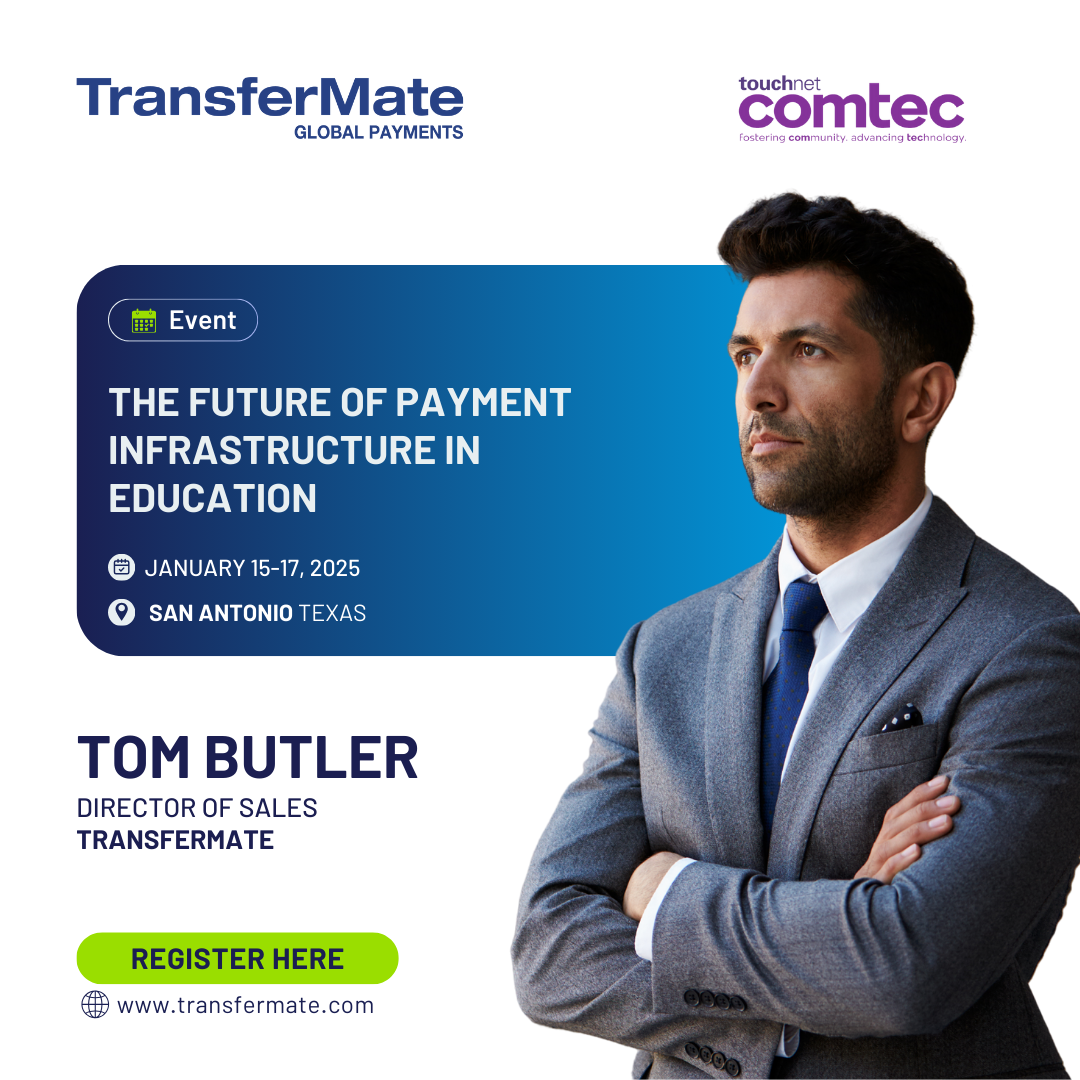 TransferMate
GLOBAL PAYMENTS
touchnet
comtec
fostering community. advancing technology.
Event
THE FUTURE OF PAYMENT
INFRASTRUCTURE IN
EDUCATION
JANUARY 15-17, 2025
SAN ANTONIO TEXAS
TOM BUTLER
DIRECTOR OF SALES
TRANSFERMATE
REGISTER HERE
www.transfermate.com